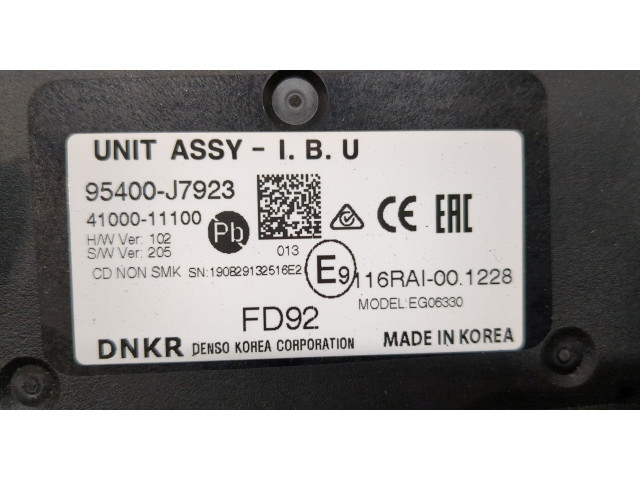 UNIT ASSY - I. B. U
95400-J7923
41000-11100
Pb
CE EAC
H/W Ver: 102
S/W Ver: 205
013
CD NON SMK SN:190829132516E2
E9 116RAI-00.1228
MODEL:EG06330
FD92
DNKR DENSO KOREA CORPORATION MADE IN KOREA